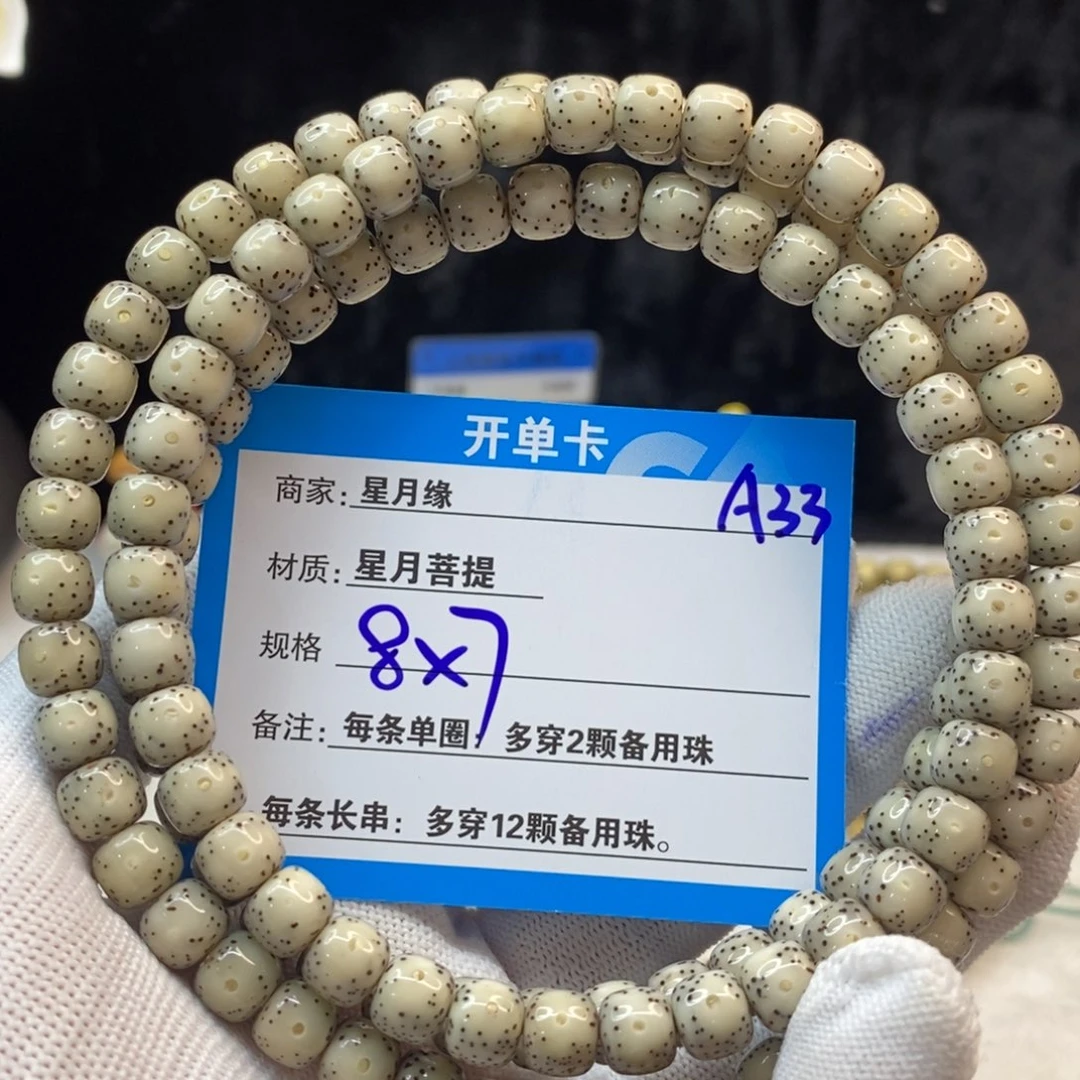 开单卡
商家：星月缘 A33
材质：星月菩提
规格 8×7
备注：每条单圈；多穿2颗备用珠
每条长串：多穿12颗备用珠。